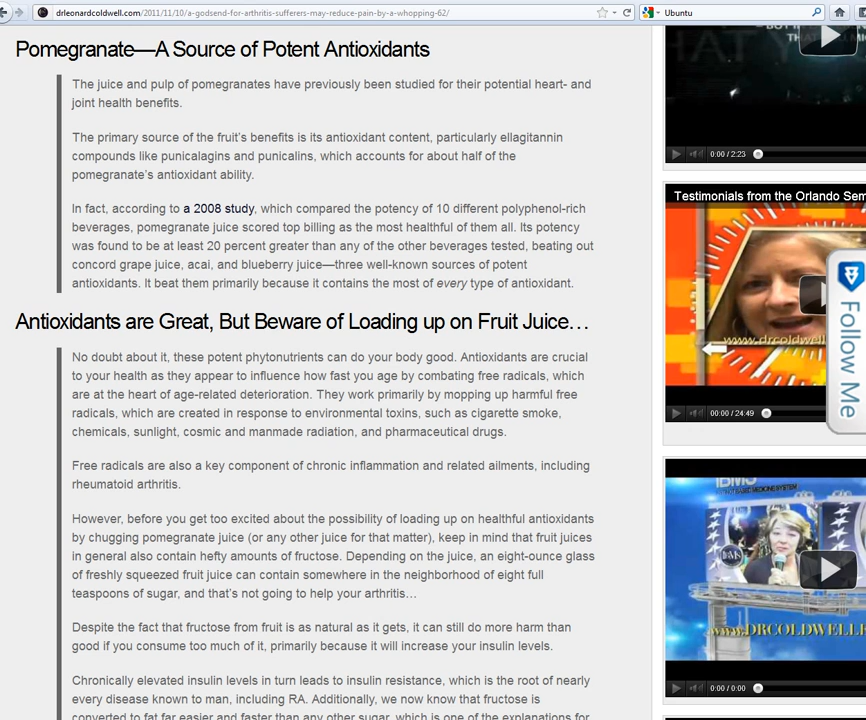 drleonardcoldwell.com/2011/11/10/a-godsend-for-arthritis-sufferers-may-reduce-pain-by-a-whopping-62/
Ubuntu
Pomegranate—A Source of Potent Antioxidants
The juice and pulp of pomegranates have previously been studied for their potential heart- and
joint health benefits.
The primary source of the fruit's benefits is its antioxidant content, particularly ellagitannin
compounds like punicalagins and punicalins, which accounts for about half of the
pomegranate's antioxidant ability.
In fact, according to a 2008 study, which compared the potency of 10 different polyphenol-rich
beverages, pomegranate juice scored top billing as the most healthful of them all. Its potency
was found to be at least 20 percent greater than any of the other beverages tested, beating out
concord grape juice, acai, and blueberry juice—three well-known sources of potent
antioxidants. It beat them primarily because it contains the most of every type of antioxidant.
Antioxidants are Great, But Beware of Loading up on Fruit Juice…
No doubt about it, these potent phytonutrients can do your body good. Antioxidants are crucial
to your health as they appear to influence how fast you age by combating free radicals, which
are at the heart of age-related deterioration. They work primarily by mopping up harmful free
radicals, which are created in response to environmental toxins, such as cigarette smoke,
chemicals, sunlight, cosmic and manmade radiation, and pharmaceutical drugs.
Free radicals are also a key component of chronic inflammation and related ailments, including
rheumatoid arthritis.
However, before you get too excited about the possibility of loading up on healthful antioxidants
by chugging pomegranate juice (or any other juice for that matter), keep in mind that fruit juices
in general also contain hefty amounts of fructose. Depending on the juice, an eight-ounce glass
of freshly squeezed fruit juice can contain somewhere in the neighborhood of eight full
teaspoons of sugar, and that's not going to help your arthritis…
Despite the fact that fructose from fruit is as natural as it gets, it can still do more harm than
good if you consume too much of it, primarily because it will increase your insulin levels.
Chronically elevated insulin levels in turn leads to insulin resistance, which is the root of nearly
every disease known to man, including RA. Additionally, we now know that fructose is
converted to fat far easier and faster than any other sugar, which is one of the explanations for
0:00 / 2:23
Testimonials from the Orlando Sem
www.drcoldwell
00:00 / 24:49
Follow Me
IBMS
www.DRCOLDWELL
0:00 / 0:00